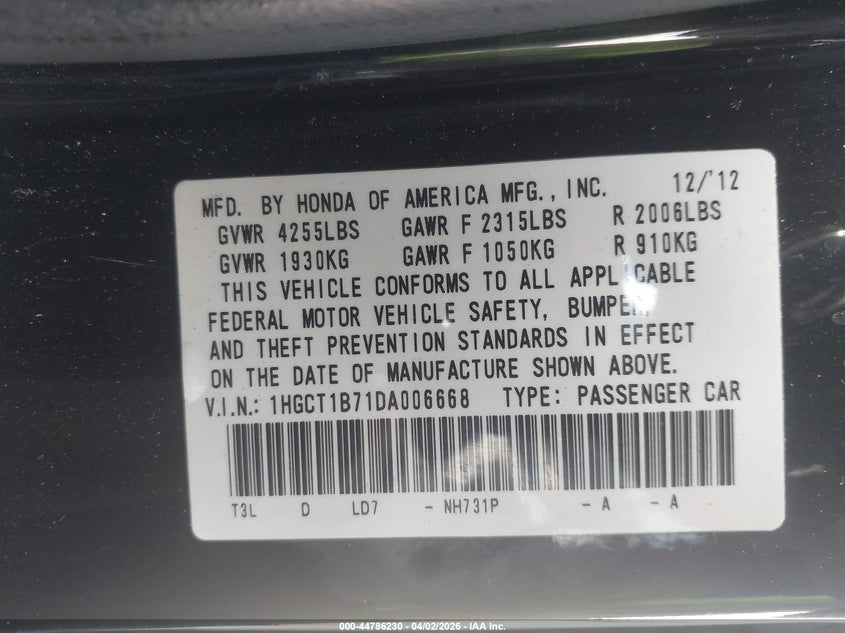 MFD. BY HONDA OF AMERICA MFG., INC. 12/'12
GVWR 4255LBS GAWR F 2315LBS R 2006LBS
GVWR 1930KG GAWR F 1050KG R 910KG
THIS VEHICLE CONFORMS TO ALL APPLICABLE
FEDERAL MOTOR VEHICLE SAFETY, BUMPER,
AND THEFT PREVENTION STANDARDS IN EFFECT
ON THE DATE OF MANUFACTURE SHOWN ABOVE.
V.I.N.: 1HGCT1B71DA006668 TYPE: PASSENGER CAR
T3L D LD7 - NH731P - A - A
000-44786230 - 04/02/2026 - IAA Inc.